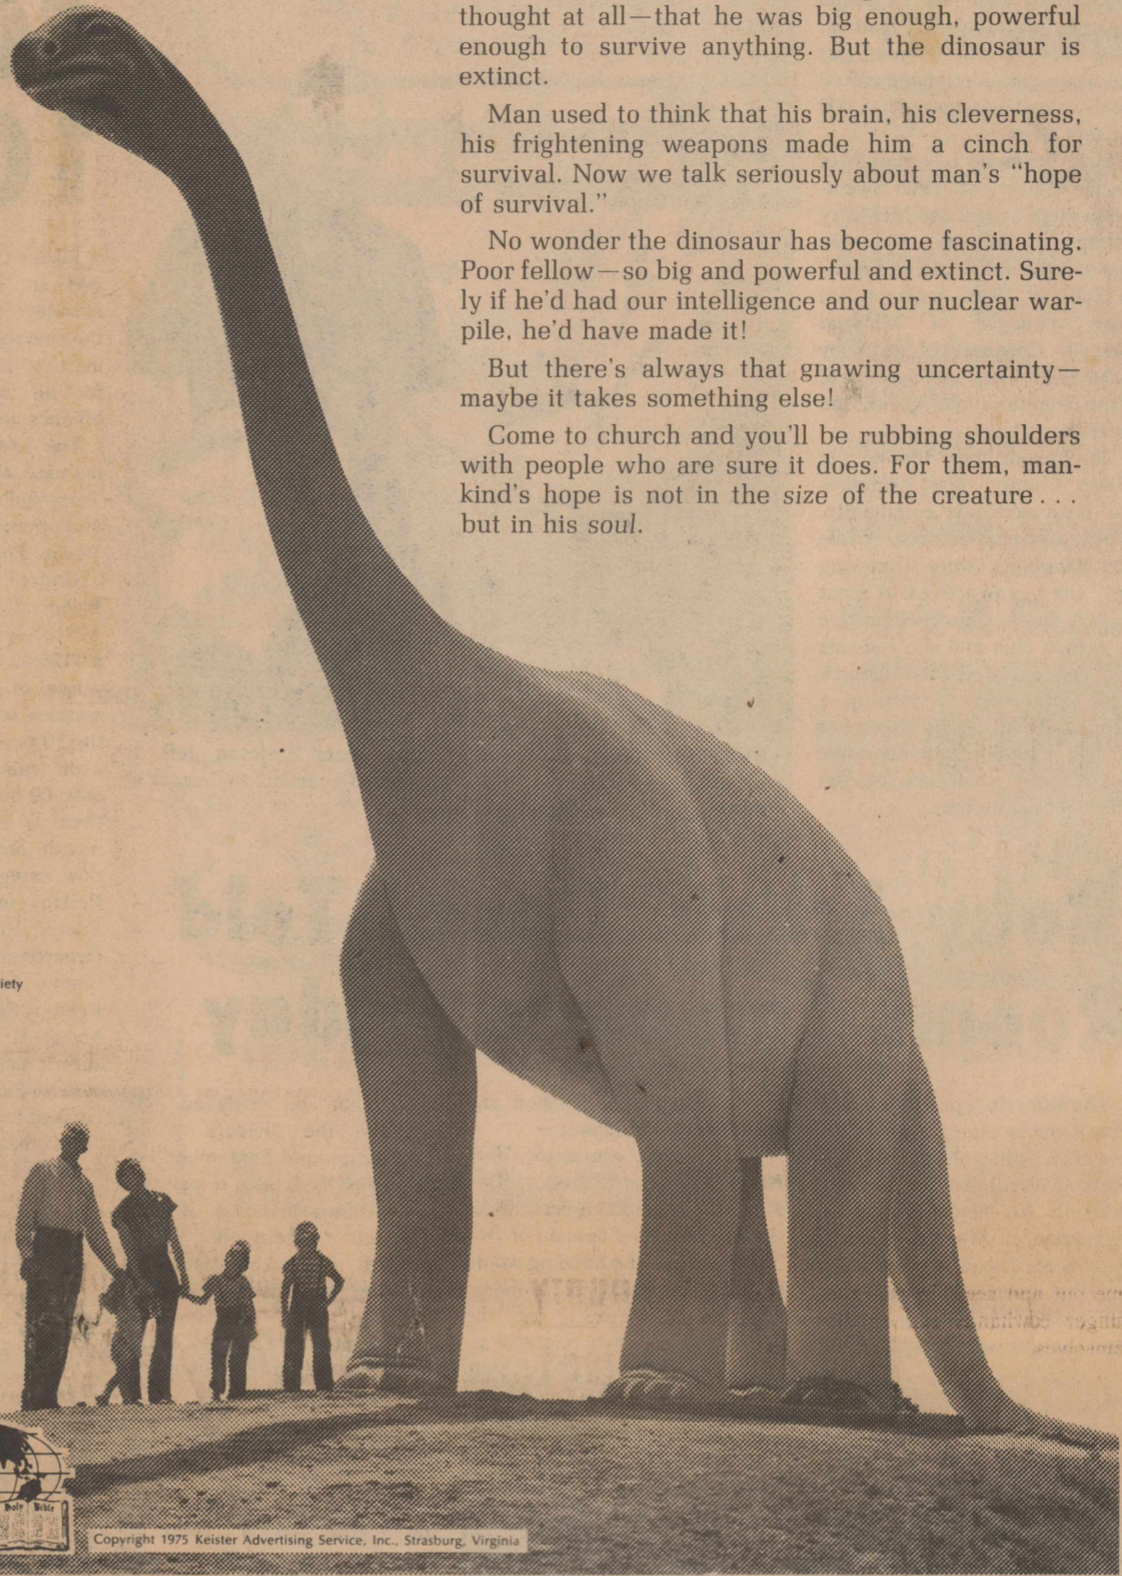 thought at all—that he was big enough, powerful
enough to survive anything. But the dinosaur is
extinct.
Man used to think that his brain, his cleverness,
his frightening weapons made him a cinch for
survival. Now we talk seriously about man's “hope
of survival.”
No wonder the dinosaur has become fascinating.
Poor fellow—so big and powerful and extinct. Sure-
ly if he'd had our intelligence and our nuclear war-
pile, he'd have made it!
But there's always that gnawing uncertainty—
maybe it takes something else!
Come to church and you'll be rubbing shoulders
with people who are sure it does. For them, man-
kind's hope is not in the size of the creature . . .
but in his soul.
iety
Holy Bible
Copyright 1975 Keister Advertising Service, Inc., Strasburg, Virginia